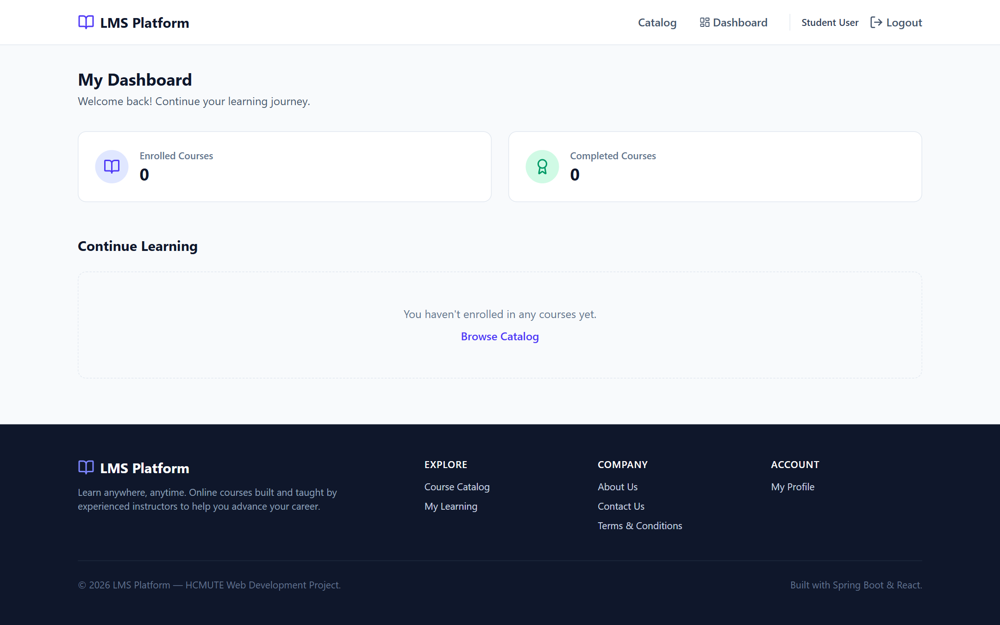 LMS Platform
Catalog
Dashboard
Student User
Logout
My Dashboard
Welcome back! Continue your learning journey.
Enrolled Courses
0
Completed Courses
0
Continue Learning
You haven't enrolled in any courses yet.
Browse Catalog
LMS Platform
Learn anywhere, anytime. Online courses built and taught by
experienced instructors to help you advance your career.
EXPLORE
Course Catalog
My Learning
COMPANY
About Us
Contact Us
Terms & Conditions
ACCOUNT
My Profile
© 2026 LMS Platform — HCMUTE Web Development Project.
Built with Spring Boot & React.